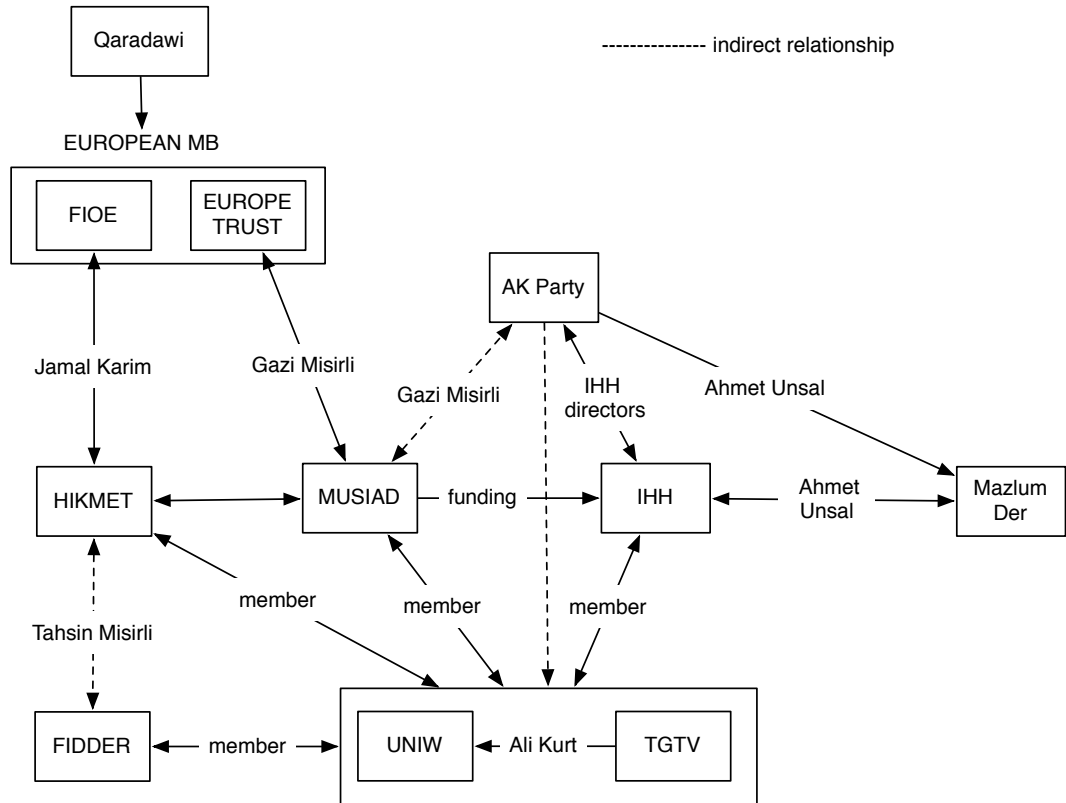 Qaradawi
indirect relationship
EUROPEAN MB
FIOE
EUROPE
TRUST
AK Party
Jamal Karim
Gazi Misirli
Gazi Misirli
IHH
directors
Ahmet Unsal
HIKMET
MUSIAD
funding
IHH
Ahmet
Unsal
Mazlum
Der
member
member
member
Tahsin Misirli
FIDDER
member
UNIW
Ali Kurt
TGTV